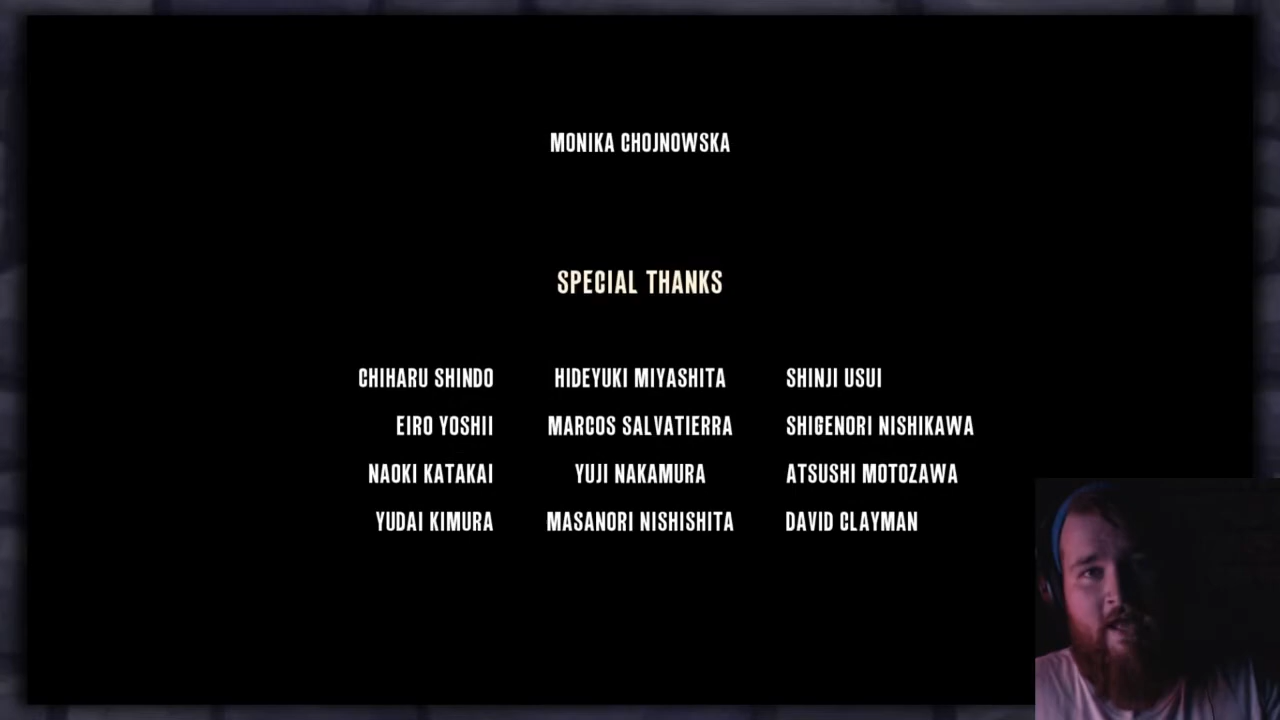 MONIKA CHOJNOWSKA
SPECIAL THANKS
CHIHARU SHINDO HIDEYUKI MIYASHITA SHINJI USUI
EIRO YOSHII MARCOS SALVATIERRA SHIGENORI NISHIKAWA
NAOKI KATAKAI YUJI NAKAMURA ATSUSHI MOTOZAWA
YUDAI KIMURA MASANORI NISHISHITA DAVID CLAYMAN